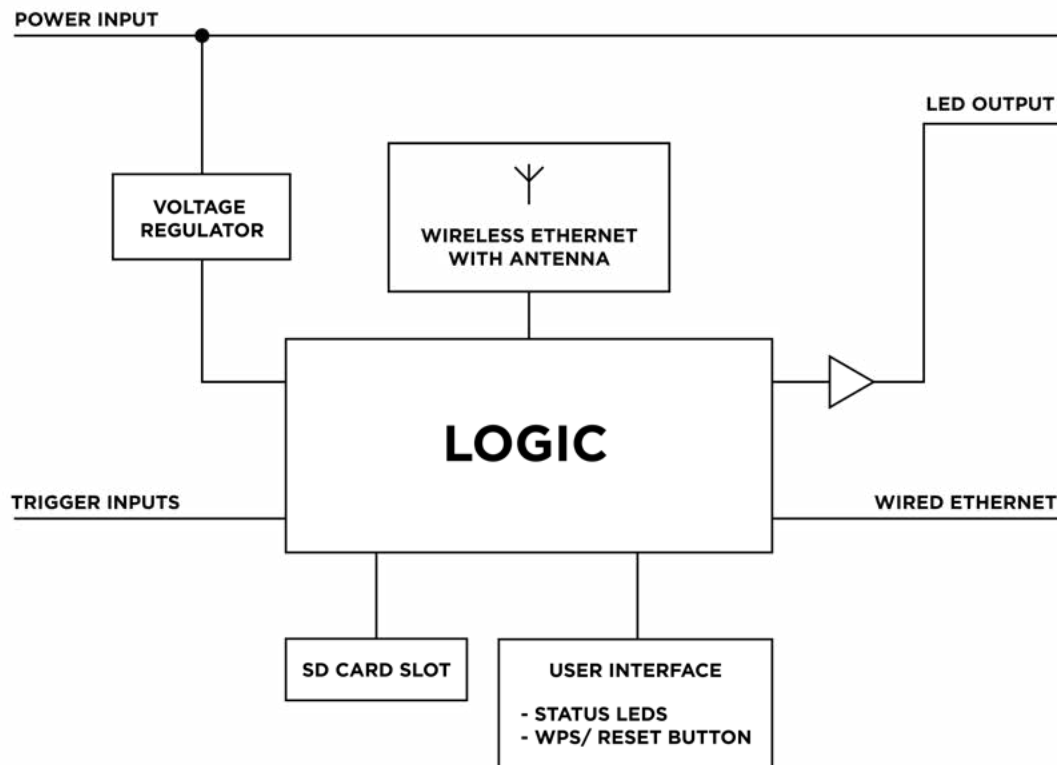 POWER INPUT
LED OUTPUT
VOLTAGE
REGULATOR
WIRELESS ETHERNET
WITH ANTENNA
LOGIC
TRIGGER INPUTS
WIRED ETHERNET
SD CARD SLOT
USER INTERFACE
- STATUS LEDS
- WPS/ RESET BUTTON